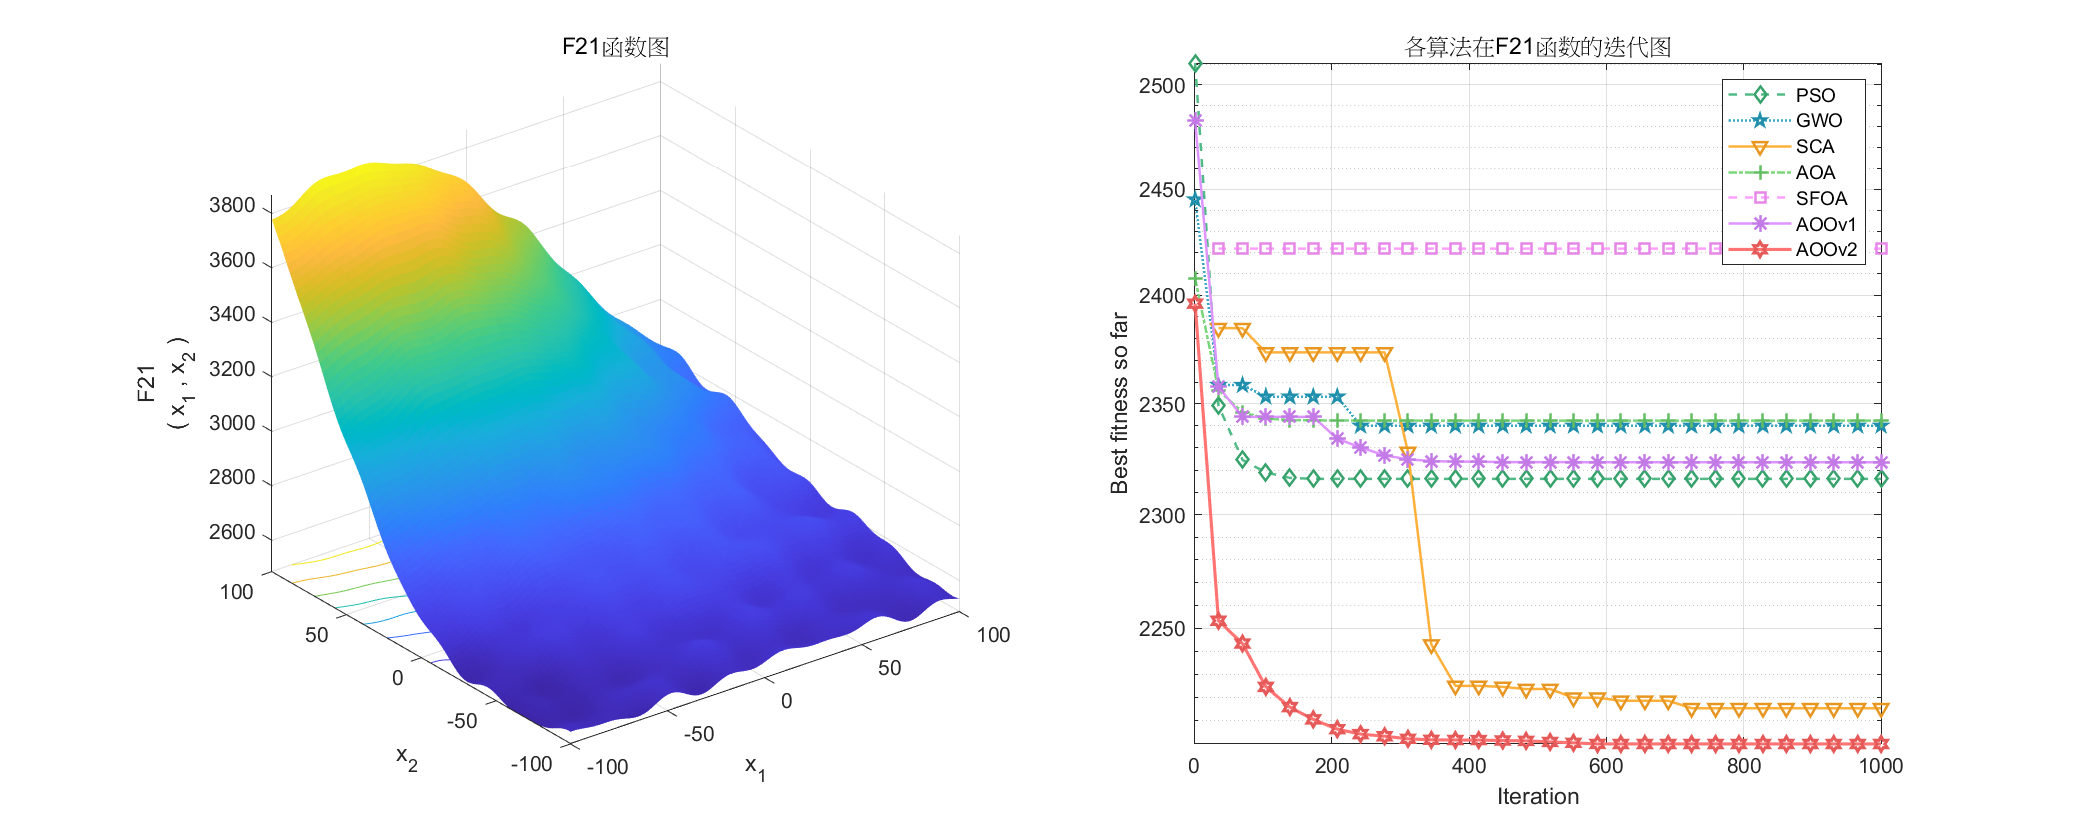 F21函数图
3800
3600
3400
3200
3000
2800
2600
F21
( x1 , x2 )
100
50
0
-50
-100
x2
-100
-50
0
50
100
x1
各算法在F21函数的迭代图
2500
2450
2400
2350
2300
2250
Best fitness so far
0
200
400
600
800
1000
Iteration
PSO
GWO
SCA
AOA
SFOA
AOOv1
AOOv2